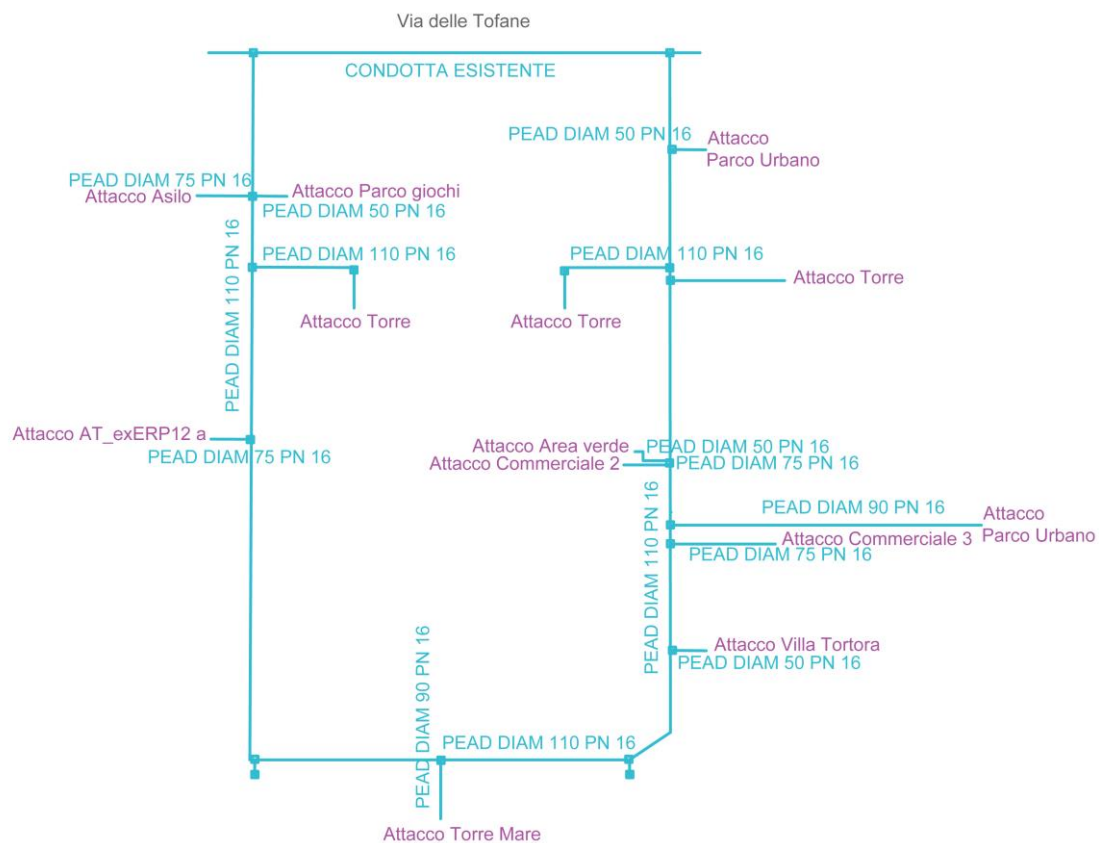 Via delle Tofane
CONDOTTA ESISTENTE
PEAD DIAM 50 PN 16
Attacco
Parco Urbano
PEAD DIAM 75 PN 16
Attacco Asilo
Attacco Parco giochi
PEAD DIAM 50 PN 16
PEAD DIAM 110 PN 16
PEAD DIAM 110 PN 16
PEAD DIAM 110 PN 16
Attacco Torre
Attacco Torre
Attacco Torre
Attacco AT_exERP12 a
PEAD DIAM 75 PN 16
Attacco Area verde
PEAD DIAM 50 PN 16
Attacco Commerciale 2
PEAD DIAM 75 PN 16
PEAD DIAM 110 PN 16
PEAD DIAM 90 PN 16
Attacco
Parco Urbano
Attacco Commerciale 3
PEAD DIAM 75 PN 16
Attacco Villa Tortora
PEAD DIAM 50 PN 16
PEAD DIAM 90 PN 16
PEAD DIAM 110 PN 16
Attacco Torre Mare